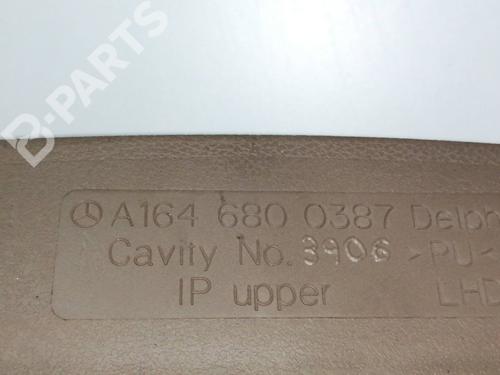 B-PARTS
A164 680 0387 Delph
Cavity No. 3906 >PU<
IP upper LHD